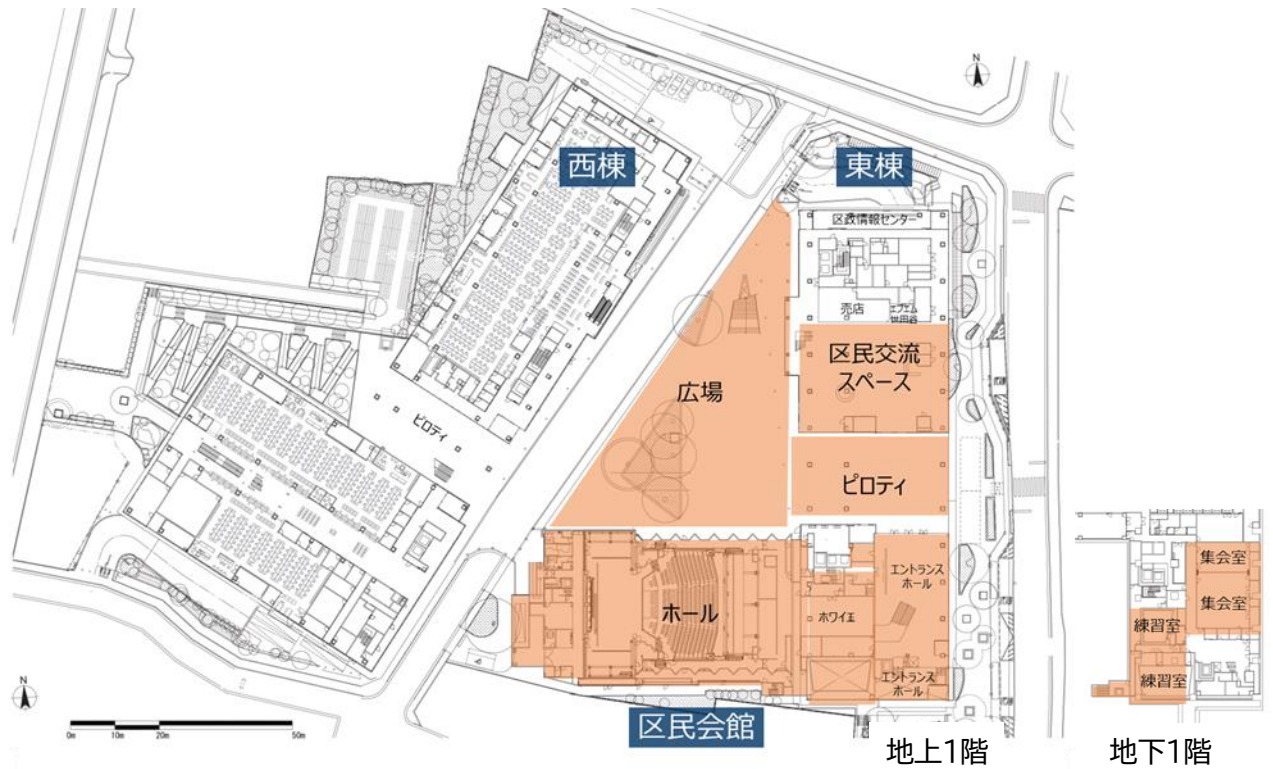 N
西棟
東棟
区政情報センター
売店
エフエム
世田谷
区民交流
スペース
広場
ピロティ
ピロティ
ホール
ホワイエ
エントランス
ホール
エントランス
ホール
集会室
集会室
練習室
練習室
N
0m 10m 20m 50m
区民会館
地上1階
地下1階